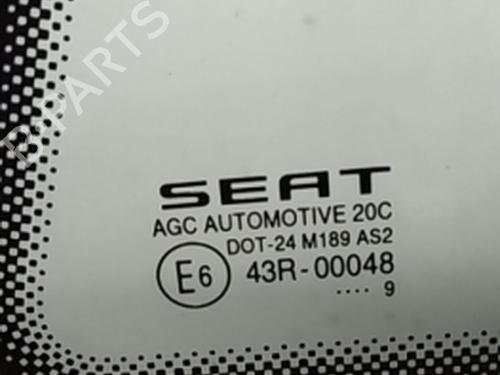 B-PARTS
SEAT
AGC AUTOMOTIVE 20C
DOT-24 M189 AS2
E6 43R-00048
.... 9